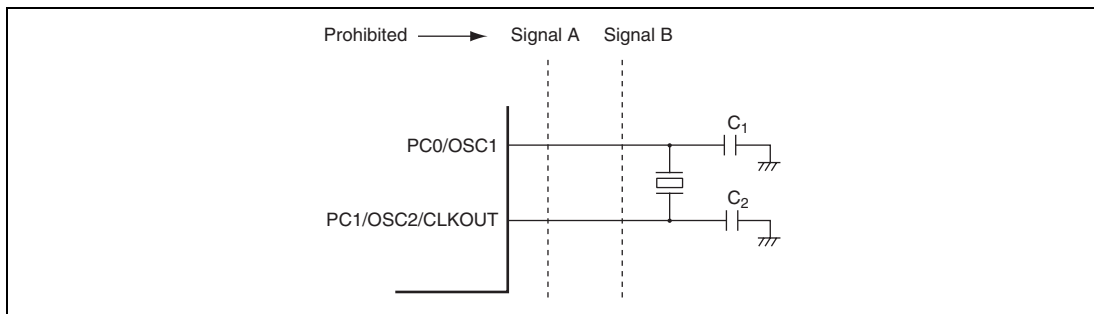 Prohibited Signal A Signal B
PC0/OSC1
C1
PC1/OSC2/CLKOUT
C2